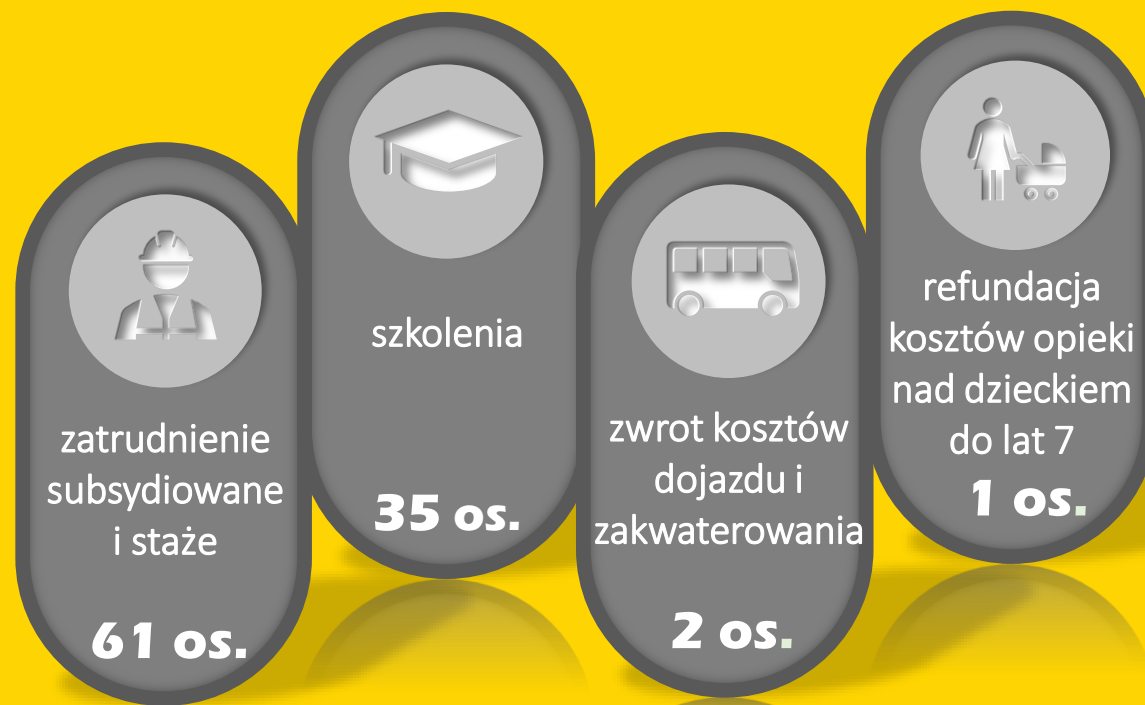 zatrudnienie
subsydiowane
i staże
61 os.
szkolenia
35 os.
zwrot kosztów
dojazdu i
zakwaterowania
2 os.
refundacja
kosztów opieki
nad dzieckiem
do lat 7
1 os.